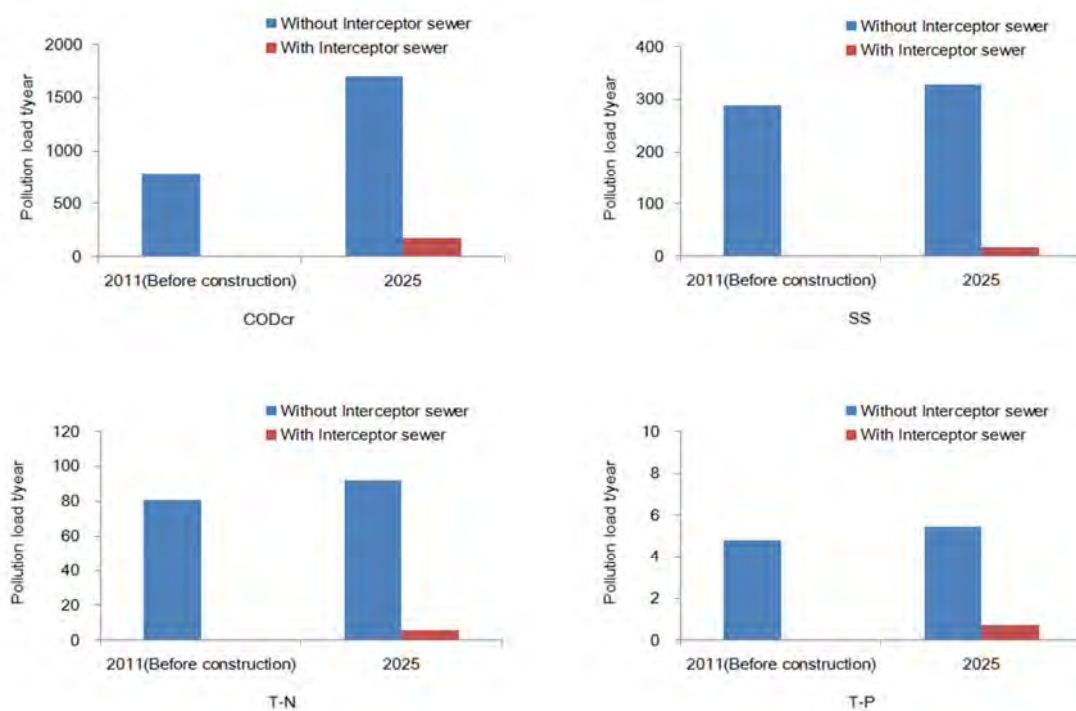 Without Interceptor sewer
With Interceptor sewer
Pollution load t/year
2000
1500
1000
500
0
2011(Before construction)
2025
CODcr
Without Interceptor sewer
With Interceptor sewer
Pollution load t/year
400
300
200
100
0
2011(Before construction)
2025
SS
Without Interceptor sewer
With Interceptor sewer
Pollution load t/year
120
100
80
60
40
20
0
2011(Before construction)
2025
T-N
Without Interceptor sewer
With Interceptor sewer
Pollution load t/year
10
8
6
4
2
0
2011(Before construction)
2025
T-P